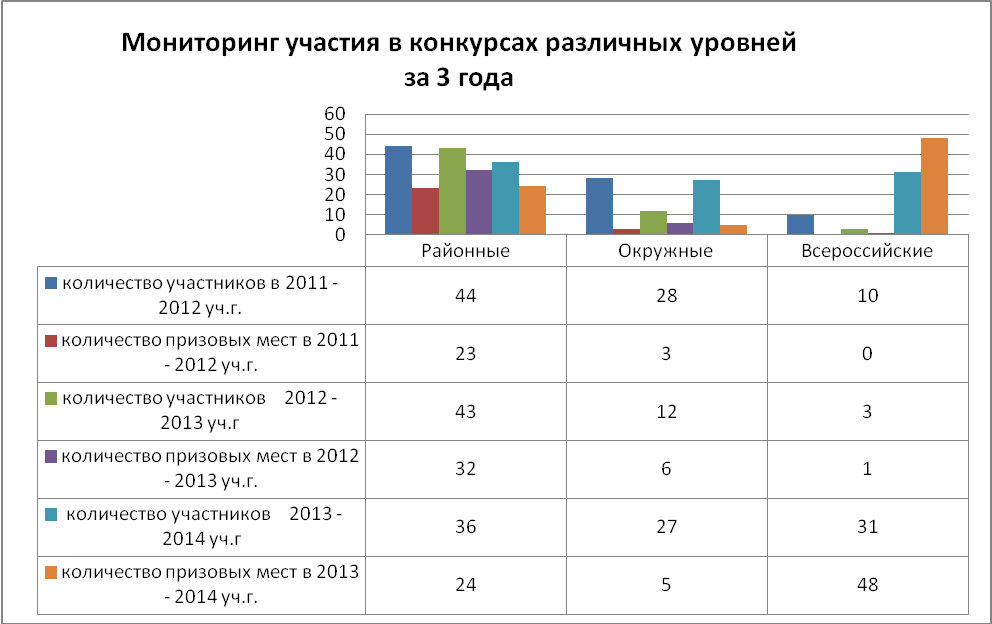 Мониторинг участия в конкурсах различных уровней
за 3 года
60
50
40
30
20
10
0
Районные Окружные Всероссийские
количество участников в 2011 -
2012 уч.г.
44 28 10
количество призовых мест в 2011
- 2012 уч.г.
23 3 0
количество участников 2012 -
2013 уч.г
43 12 3
количество призовых мест в 2012
- 2013 уч.г.
32 6 1
количество участников 2013 -
2014 уч.г
36 27 31
количество призовых мест в 2013
- 2014 уч.г.
24 5 48